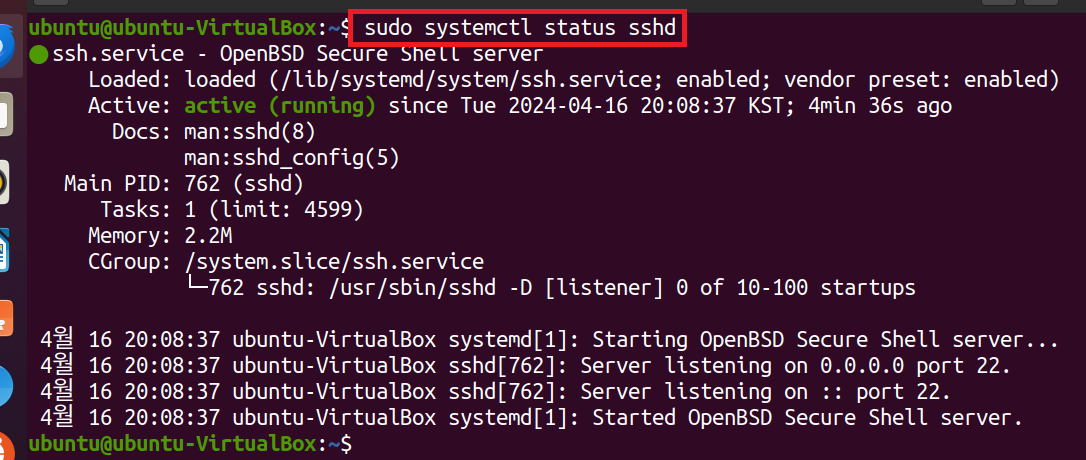 ubuntu@ubuntu-VirtualBox:~$ sudo systemctl status sshd
ssh.service - OpenBSD Secure Shell server
Loaded: loaded (/lib/systemd/system/ssh.service; enabled; vendor preset: enabled)
Active: active (running) since Tue 2024-04-16 20:08:37 KST; 4min 36s ago
Docs: man:sshd(8)
man:sshd_config(5)
Main PID: 762 (sshd)
Tasks: 1 (limit: 4599)
Memory: 2.2M
CGroup: /system.slice/ssh.service
└─762 sshd: /usr/sbin/sshd -D [listener] 0 of 10-100 startups
4월 16 20:08:37 ubuntu-VirtualBox systemd[1]: Starting OpenBSD Secure Shell server...
4월 16 20:08:37 ubuntu-VirtualBox sshd[762]: Server listening on 0.0.0.0 port 22.
4월 16 20:08:37 ubuntu-VirtualBox sshd[762]: Server listening on :: port 22.
4월 16 20:08:37 ubuntu-VirtualBox systemd[1]: Started OpenBSD Secure Shell server.
ubuntu@ubuntu-VirtualBox:~$